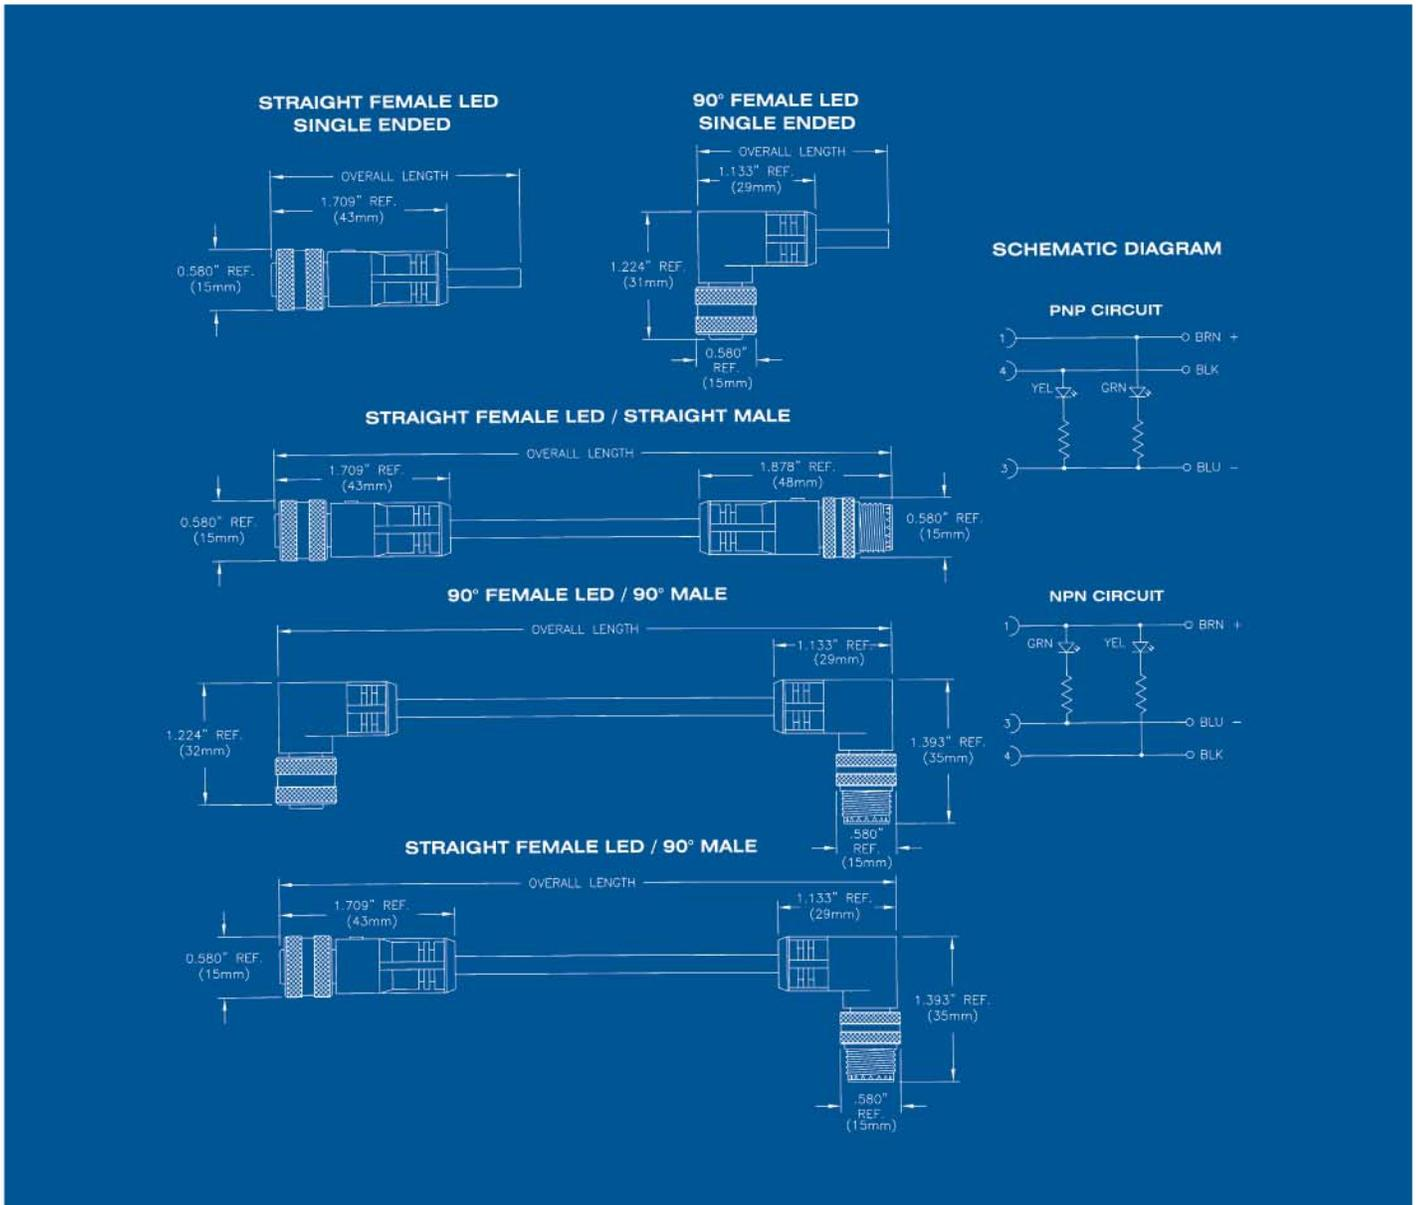 STRAIGHT FEMALE LED
SINGLE ENDED
OVERALL LENGTH
1.709" REF.
(43mm)
0.580" REF.
(15mm)
90° FEMALE LED
SINGLE ENDED
OVERALL LENGTH
1.133" REF.
(29mm)
1.224" REF.
(31mm)
0.580"
REF.
(15mm)
SCHEMATIC DIAGRAM
PNP CIRCUIT
1
BRN +
4
BLK
YEL
GRN
3
BLU -
STRAIGHT FEMALE LED / STRAIGHT MALE
OVERALL LENGTH
1.709" REF.
(43mm)
1.878" REF.
(48mm)
0.580" REF.
(15mm)
0.580" REF.
(15mm)
90° FEMALE LED / 90° MALE
OVERALL LENGTH
1.133" REF.
(29mm)
1.224" REF.
(32mm)
1.393" REF.
(35mm)
.580"
REF.
(15mm)
NPN CIRCUIT
1
BRN +
GRN
YEL
3
BLU -
4
BLK
STRAIGHT FEMALE LED / 90° MALE
OVERALL LENGTH
1.709" REF.
(43mm)
1.133" REF.
(29mm)
0.580" REF.
(15mm)
1.393" REF.
(35mm)
.580"
REF.
(15mm)